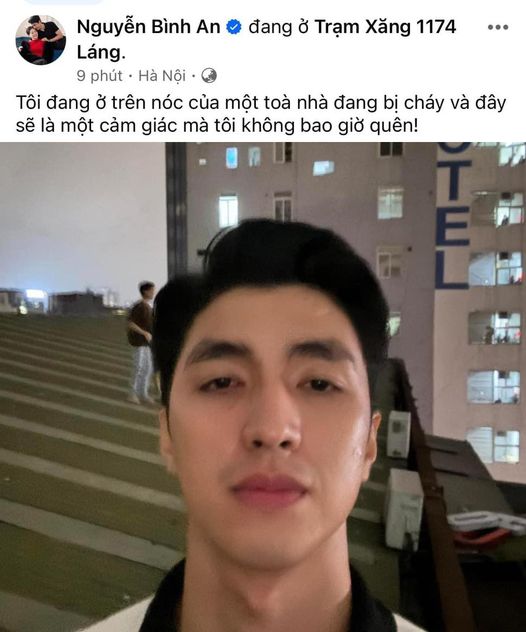 Nguyễn Bình An đang ở Trạm Xăng 1174
Láng.
9 phút · Hà Nội ·
Tôi đang ở trên nóc của một toà nhà đang bị cháy và đây
sẽ là một cảm giác mà tôi không bao giờ quên!
OTEL